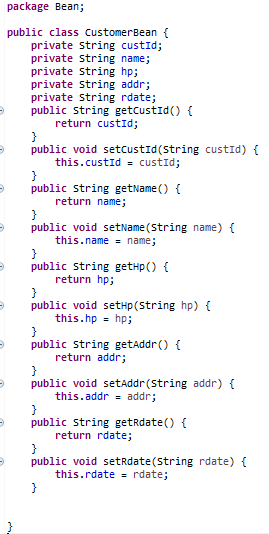 package Bean;
public class CustomerBean {
private String custId;
private String name;
private String hp;
private String addr;
private String rdate;
public String getCustId() {
return custId;
}
public void setCustId(String custId) {
this.custId = custId;
}
public String getName() {
return name;
}
public void setName(String name) {
this.name = name;
}
public String getHp() {
return hp;
}
public void setHp(String hp) {
this.hp = hp;
}
public String getAddr() {
return addr;
}
public void setAddr(String addr) {
this.addr = addr;
}
public String getRdate() {
return rdate;
}
public void setRdate(String rdate) {
this.rdate = rdate;
}
}